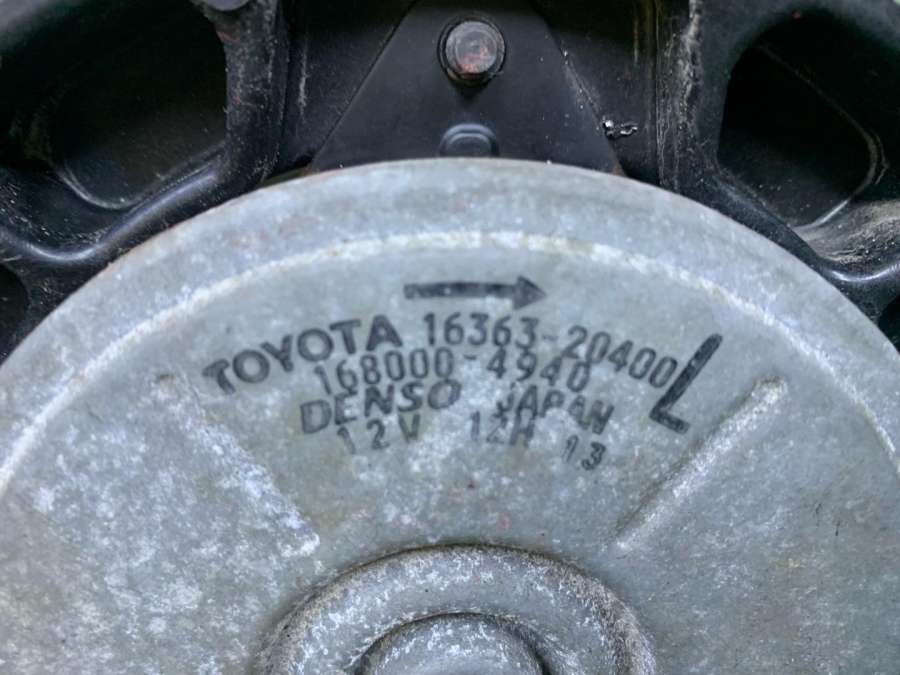 TOYOTA 16363-20400 L
168000-4940
DENSO JAPAN
12V 12H 13